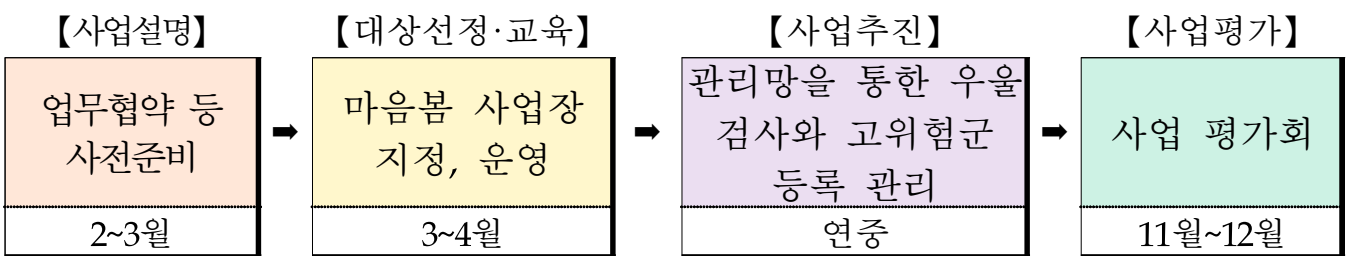 【사업설명】
업무협약 등
사전준비
2~3월
➡
【대상선정·교육】
마음봄 사업장
지정, 운영
3~4월
➡
【사업추진】
관리망을 통한 우울
검사와 고위험군
등록 관리
연중
➡
【사업평가】
사업 평가회
11월~12월